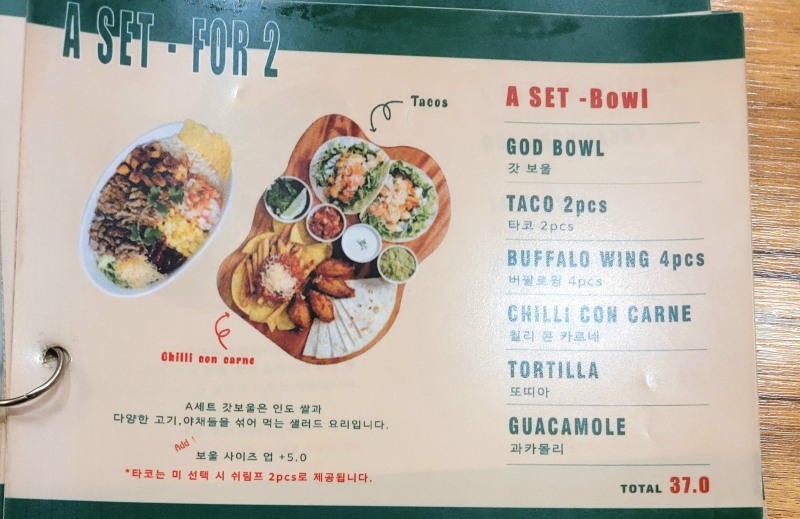 A SET - FOR 2
Tacos
Chilli con carne
A세트 갓보울은 인도 쌀과
다양한 고기,야채들을 섞어 먹는 샐러드 요리입니다.
Add !
보울 사이즈 업 +5.0
*타코는 미 선택 시 쉬림프 2pcs로 제공됩니다.
A SET -Bowl
GOD BOWL
갓 보울
TACO 2pcs
타코 2pcs
BUFFALO WING 4pcs
버팔로윙 4pcs
CHILLI CON CARNE
칠리 콘 카르네
TORTILLA
또띠아
GUACAMOLE
과카몰리
TOTAL 37.0